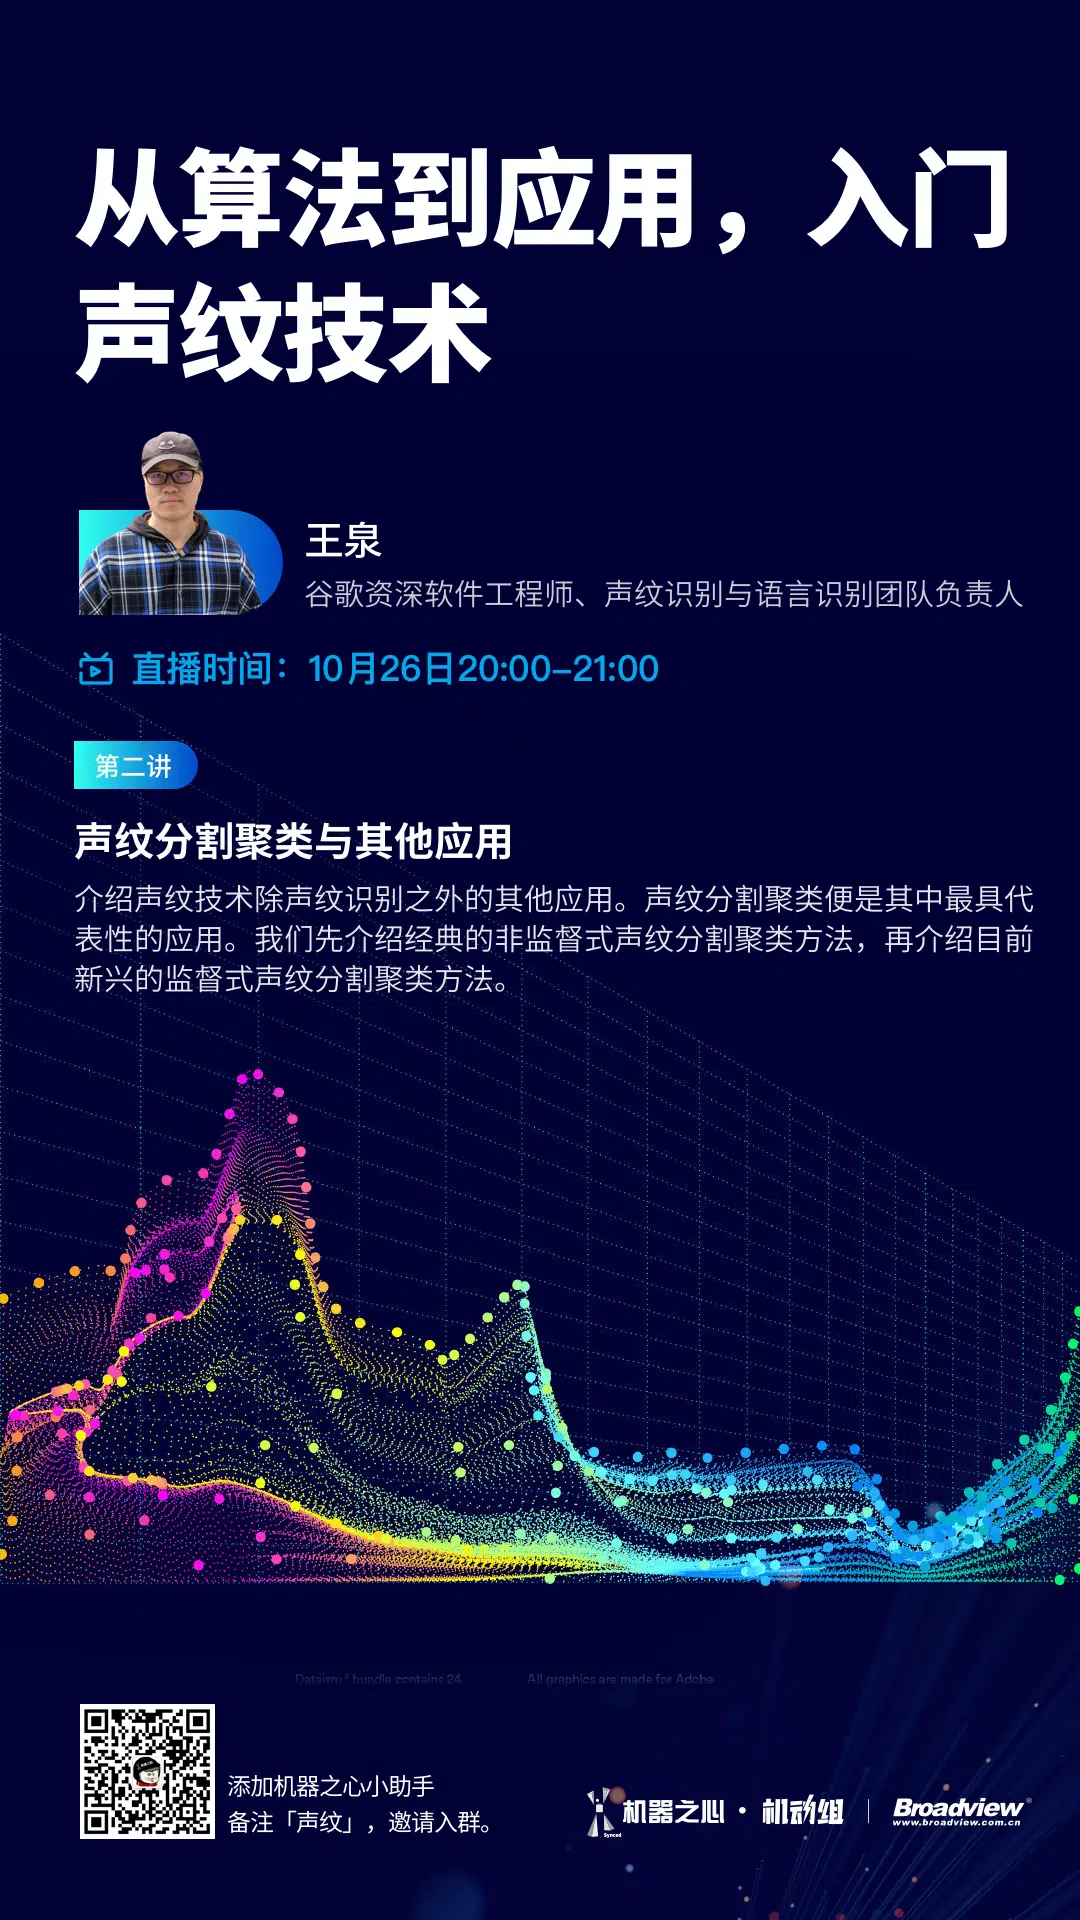 从算法到应用，入门
声纹技术
王泉
谷歌资深软件工程师、声纹识别与语言识别团队负责人
直播时间：10月26日20:00-21:00
第二讲
声纹分割聚类与其他应用
介绍声纹技术除声纹识别之外的其他应用。声纹分割聚类便是其中最具代
表性的应用。我们先介绍经典的非监督式声纹分割聚类方法，再介绍目前
新兴的监督式声纹分割聚类方法。
Dataism² bundle contains 24
All graphics are made for Adobe
添加机器之心小助手
备注「声纹」，邀请入群。
Synced
机器之心·机动组
Broadview®
www.broadview.com.cn